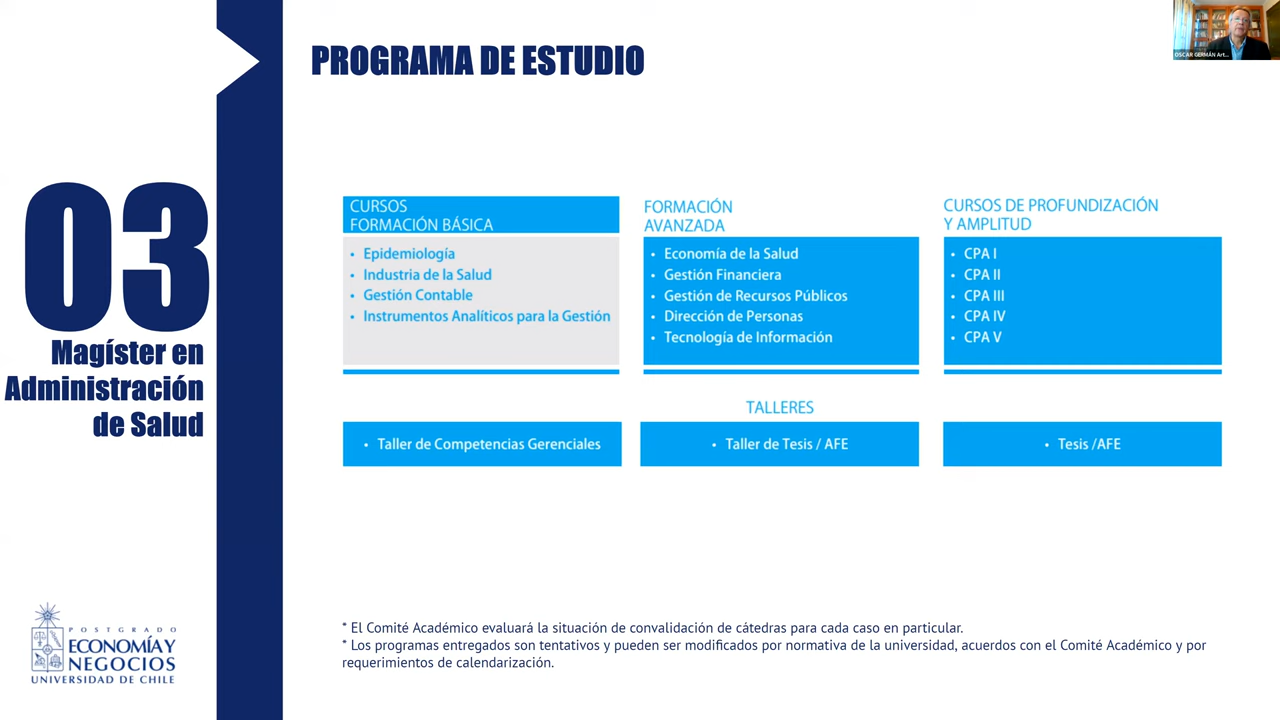 PROGRAMA DE ESTUDIO
OSCAR GERMÁN Art...
03
Magíster en
Administración
de Salud
CURSOS
FORMACIÓN BÁSICA
• Epidemiología
• Industria de la Salud
• Gestión Contable
• Instrumentos Analíticos para la Gestión
FORMACIÓN
AVANZADA
• Economía de la Salud
• Gestión Financiera
• Gestión de Recursos Públicos
• Dirección de Personas
• Tecnología de Información
CURSOS DE PROFUNDIZACIÓN
Y AMPLITUD
• CPA I
• CPA II
• CPA III
• CPA IV
• CPA V
TALLERES
• Taller de Competencias Gerenciales
• Taller de Tesis / AFE
• Tesis /AFE
* El Comité Académico evaluará la situación de convalidación de cátedras para cada caso en particular.
* Los programas entregados son tentativos y pueden ser modificados por normativa de la universidad, acuerdos con el Comité Académico y por
requerimientos de calendarización.
POSTGRADO
ECONOMÍA Y
NEGOCIOS
UNIVERSIDAD DE CHILE